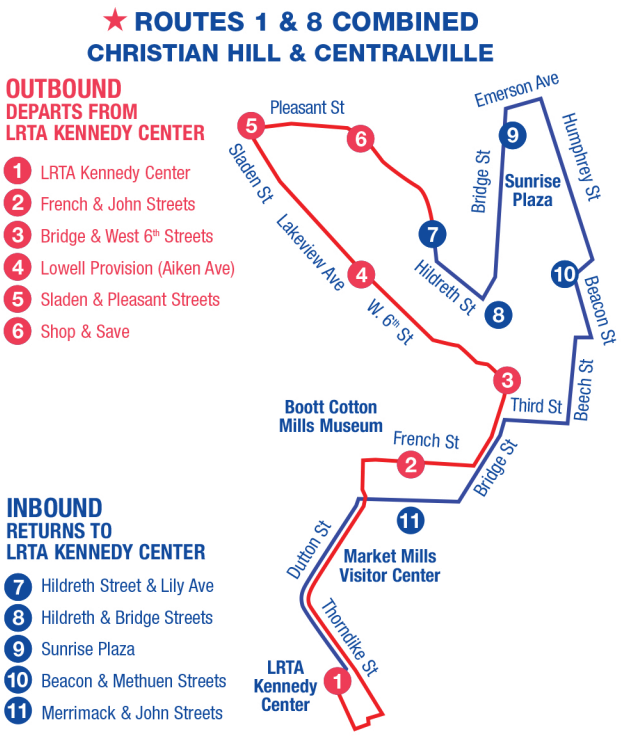 ★ ROUTES 1 & 8 COMBINED
CHRISTIAN HILL & CENTRALVILLE
OUTBOUND
DEPARTS FROM
LRTA KENNEDY CENTER
1 LRTA Kennedy Center
2 French & John Streets
3 Bridge & West 6th Streets
4 Lowell Provision (Aiken Ave)
5 Sladen & Pleasant Streets
6 Shop & Save
Pleasant St
5
6
Sladen St
Lakeview Ave
4
W. 6th St
7
Hildreth St
8
Bridge St
Emerson Ave
9
Sunrise
Plaza
Humphrey St
10
Beacon St
Beech St
Third St
3
Bridge St
Boott Cotton
Mills Museum
French St
2
11
Market Mills
Visitor Center
Dutton St
Thorndike St
LRTA
Kennedy
Center
1
INBOUND
RETURNS TO
LRTA KENNEDY CENTER
7 Hildreth Street & Lily Ave
8 Hildreth & Bridge Streets
9 Sunrise Plaza
10 Beacon & Methuen Streets
11 Merrimack & John Streets